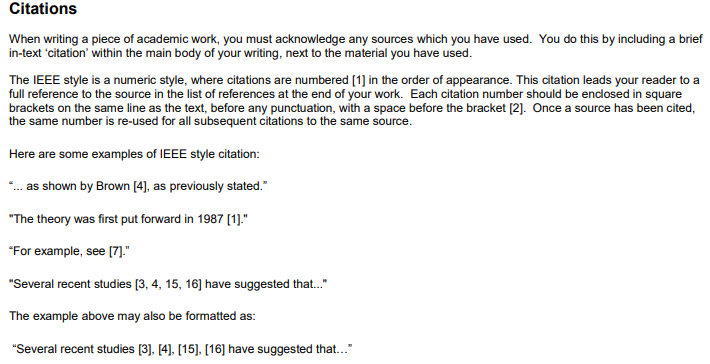 Citations
When writing a piece of academic work, you must acknowledge any sources which you have used.  You do this by including a brief
in-text ‘citation’ within the main body of your writing, next to the material you have used.
The IEEE style is a numeric style, where citations are numbered [1] in the order of appearance. This citation leads your reader to a
full reference to the source in the list of references at the end of your work.  Each citation number should be enclosed in square
brackets on the same line as the text, before any punctuation, with a space before the bracket [2].  Once a source has been cited,
the same number is re-used for all subsequent citations to the same source.
Here are some examples of IEEE style citation:
“... as shown by Brown [4], as previously stated.”
"The theory was first put forward in 1987 [1]."
“For example, see [7].”
"Several recent studies [3, 4, 15, 16] have suggested that..."
The example above may also be formatted as:
“Several recent studies [3], [4], [15], [16] have suggested that…”